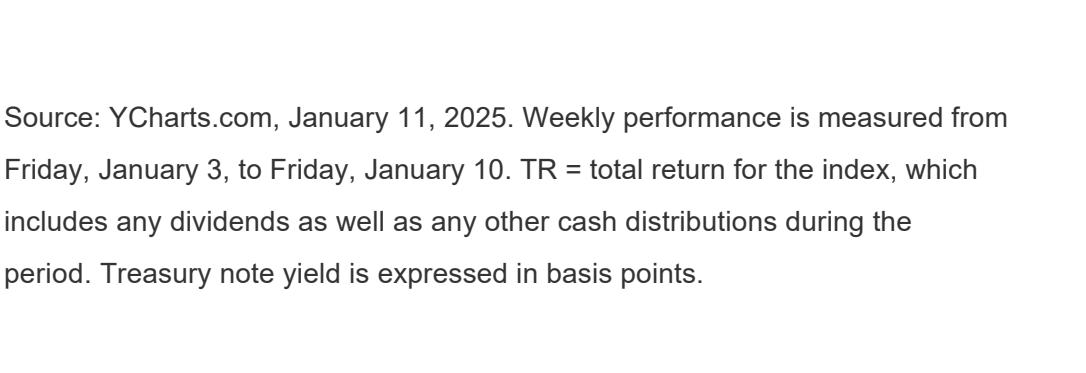 Source: YCharts.com, January 11, 2025. Weekly performance is measured from
Friday, January 3, to Friday, January 10. TR = total return for the index, which
includes any dividends as well as any other cash distributions during the
period. Treasury note yield is expressed in basis points.